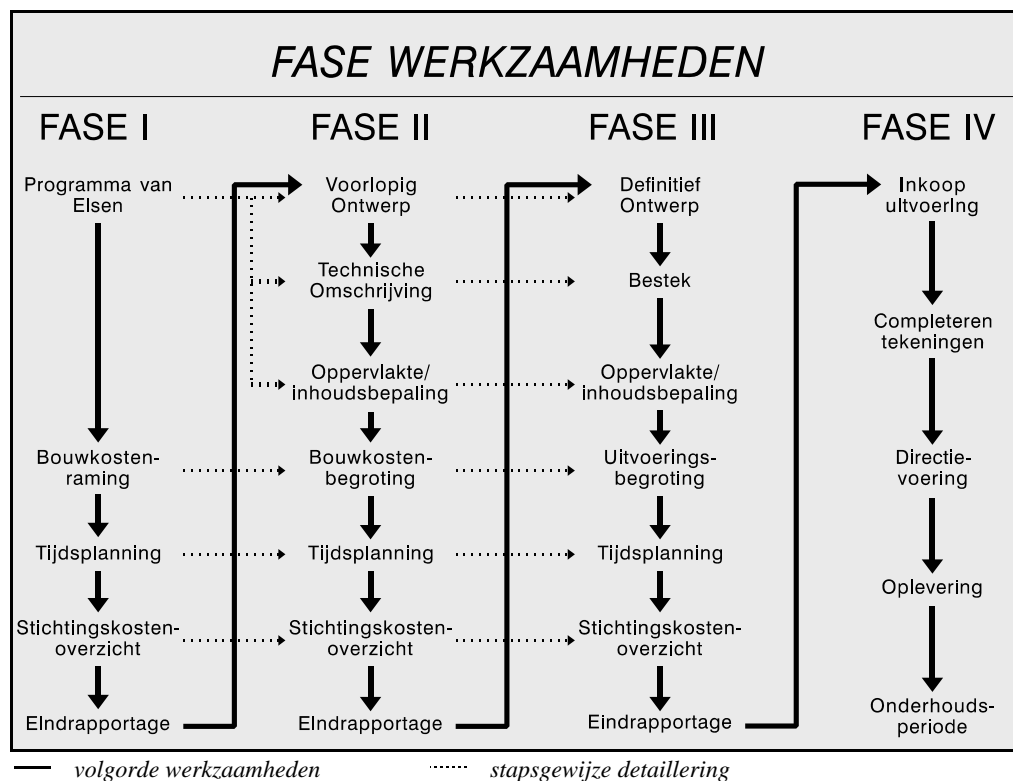 FASE WERKZAAMHEDEN
FASE I
Programma van
EIsen
Bouwkosten-
raming
Tijdsplanning
Stichtingskosten-
overzicht
EIndrapportage
FASE II
Voorlopig
Ontwerp
Technische
Omschrijving
Oppervlakte/
inhoudsbepaling
Bouwkosten-
begroting
Tijdsplanning
Stichtingskosten-
overzicht
EIndrapportage
FASE III
Definitief
Ontwerp
Bestek
Oppervlakte/
inhoudsbepaling
Uitvoerings-
begroting
Tijdsplanning
Stichtingskosten-
overzicht
Eindrapportage
FASE IV
Inkoop
uItvoerIng
Completeren
tekeningen
Directie-
voering
Oplevering
Onderhouds-
periode
volgorde werkzaamheden
stapsgewijze detaillering